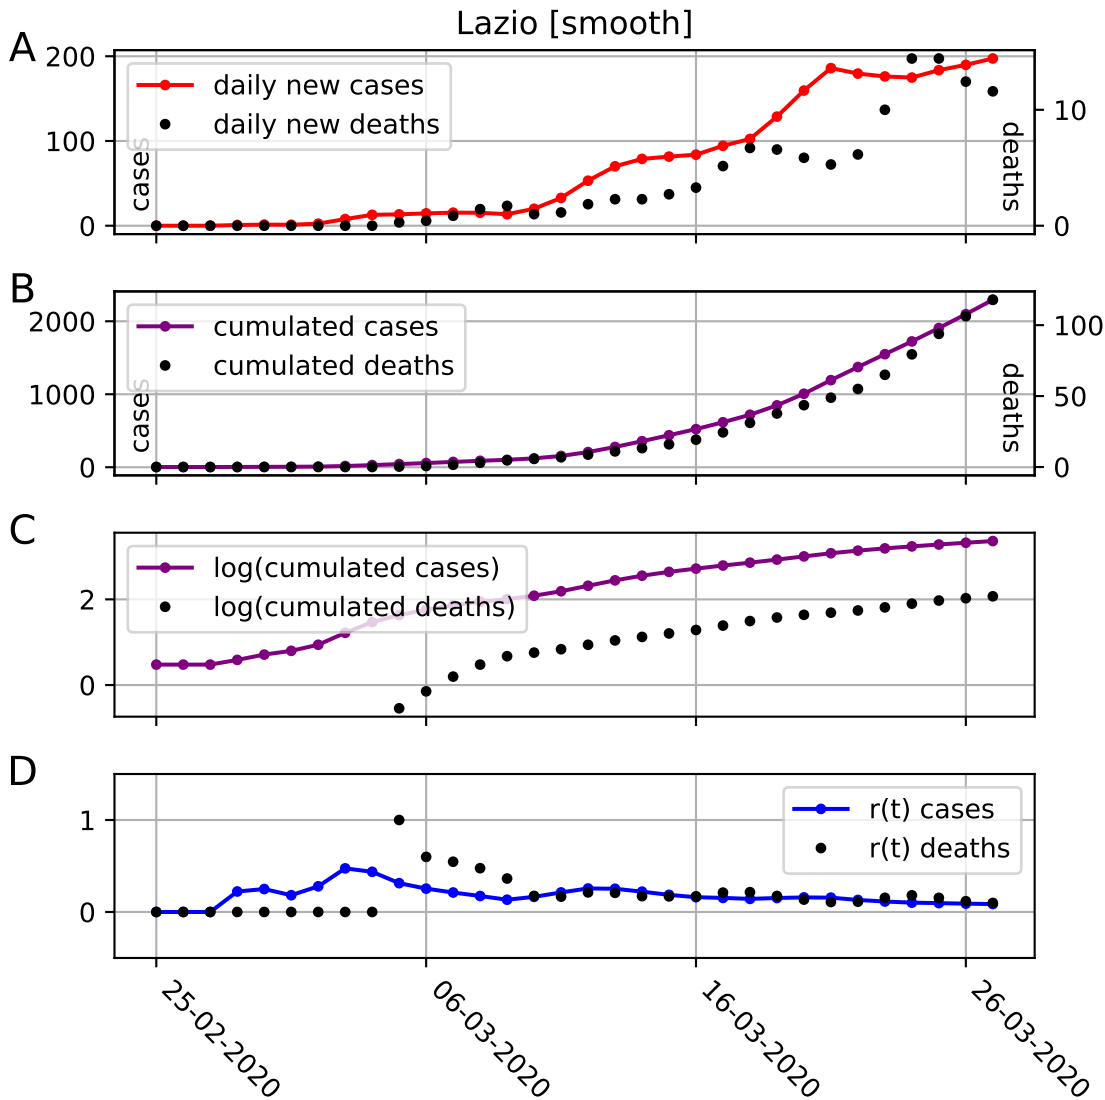 Lazio [smooth]
A
200
100
0
daily new cases
daily new deaths
cases
10
0
deaths
B
2000
1000
0
cumulated cases
cumulated deaths
cases
100
50
0
deaths
C
2
0
log(cumulated cases)
log(cumulated deaths)
D
1
0
r(t) cases
r(t) deaths
25-02-2020
06-03-2020
16-03-2020
26-03-2020